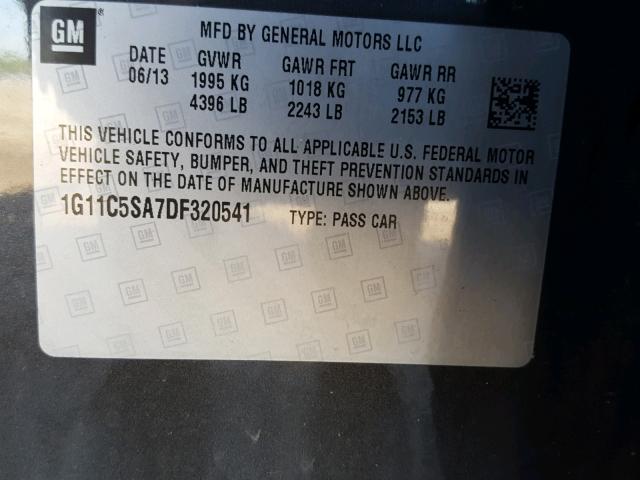 GM ® MFD BY GENERAL MOTORS LLC
DATE GVWR GAWR FRT GAWR RR
06/13 1995 KG 1018 KG 977 KG
4396 LB 2243 LB 2153 LB
THIS VEHICLE CONFORMS TO ALL APPLICABLE U.S. FEDERAL MOTOR
VEHICLE SAFETY, BUMPER, AND THEFT PREVENTION STANDARDS IN
EFFECT ON THE DATE OF MANUFACTURE SHOWN ABOVE.
1G11C5SA7DF320541 TYPE: PASS CAR